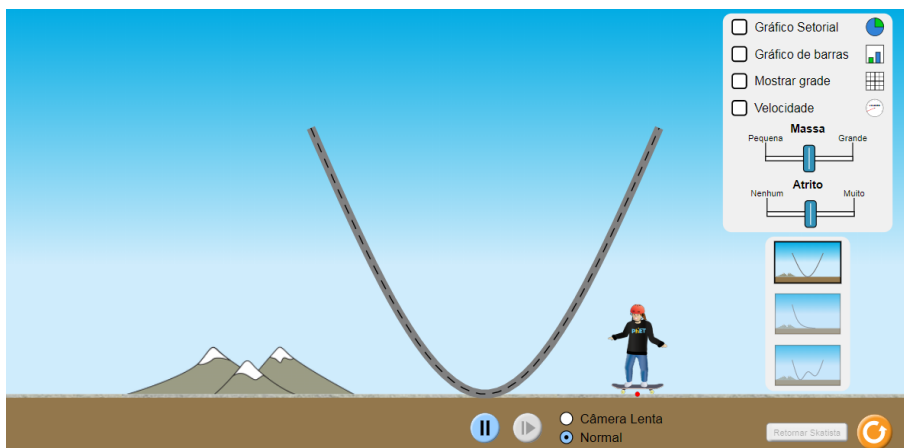 Gráfico Setorial
Gráfico de barras
Mostrar grade
Velocidade
Massa
Pequena Grande
Atrito
Nenhum Muito
PhET
Câmera Lenta
Normal
Retornar Skatista